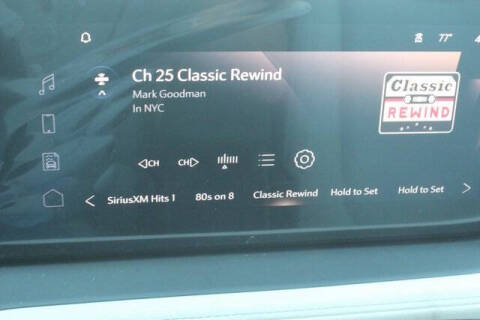 77°
Ch 25 Classic Rewind
Mark Goodman
In NYC
Classic
REWIND
CH
CH
SiriusXM Hits 1
80s on 8
Classic Rewind
Hold to Set
Hold to Set